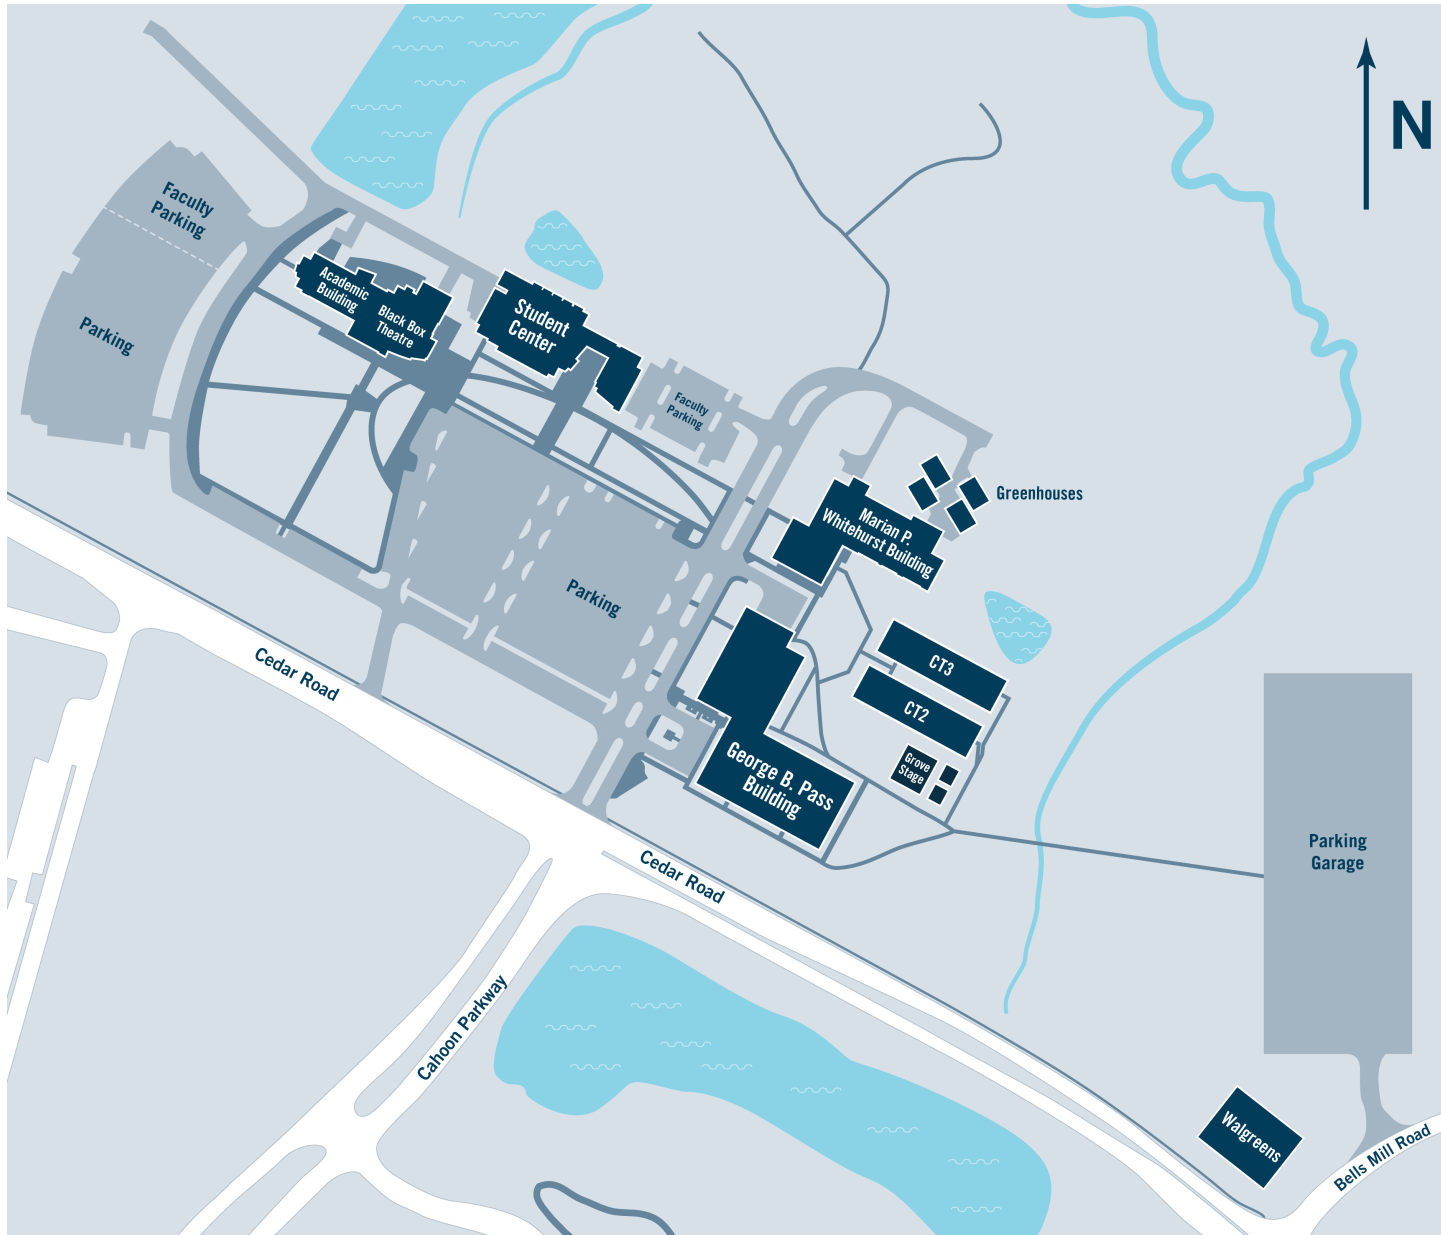 N
Faculty
Parking
Parking
Academic
Building
Black Box
Theatre
Student
Center
Faculty
Parking
Greenhouses
Marian P.
Whitehurst Building
Parking
CT3
CT2
Grove
Stage
George B. Pass
Building
Cedar Road
Cedar Road
Cahoon Parkway
Parking
Garage
Walgreens
Bells Mill Road